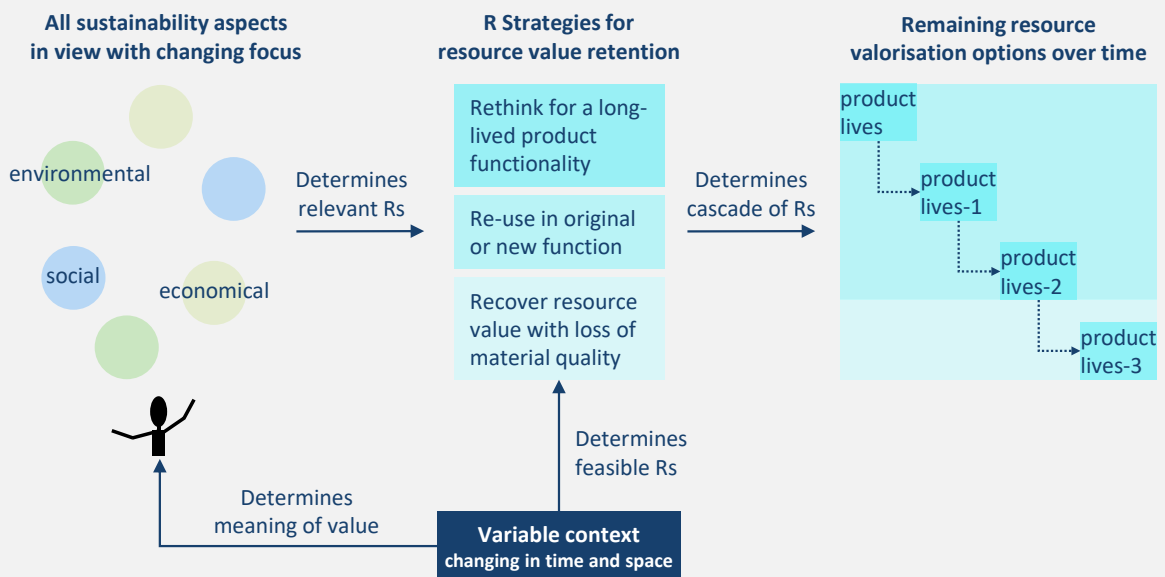 All sustainability aspects
in view with changing focus
environmental
social
economical
Determines
relevant Rs
R Strategies for
resource value retention
Rethink for a long-
lived product
functionality
Re-use in original
or new function
Recover resource
value with loss of
material quality
Determines
cascade of Rs
Remaining resource
valorisation options over time
product
lives
product
lives-1
product
lives-2
product
lives-3
Determines
feasible Rs
Determines
meaning of value
Variable context
changing in time and space